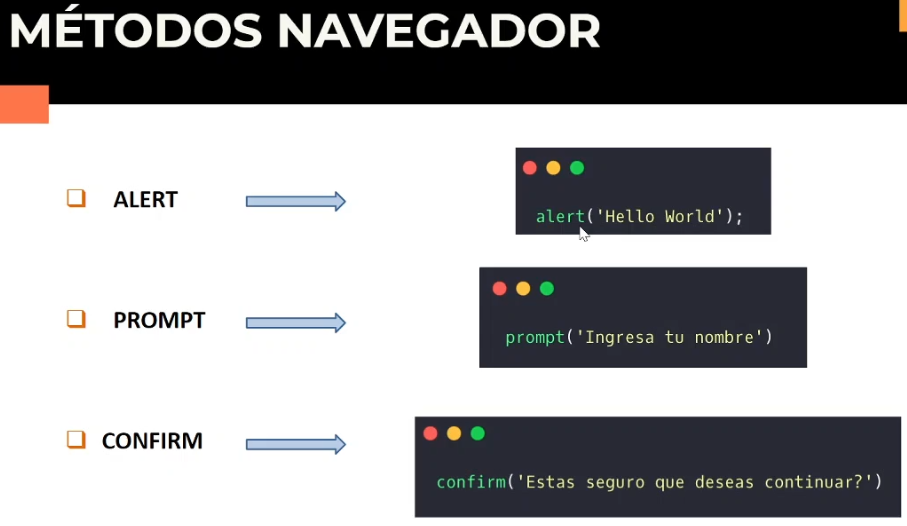 MÉTODOS NAVEGADOR
ALERT
alert('Hello World');
PROMPT
prompt('Ingresa tu nombre')
CONFIRM
confirm('Estas seguro que deseas continuar?')